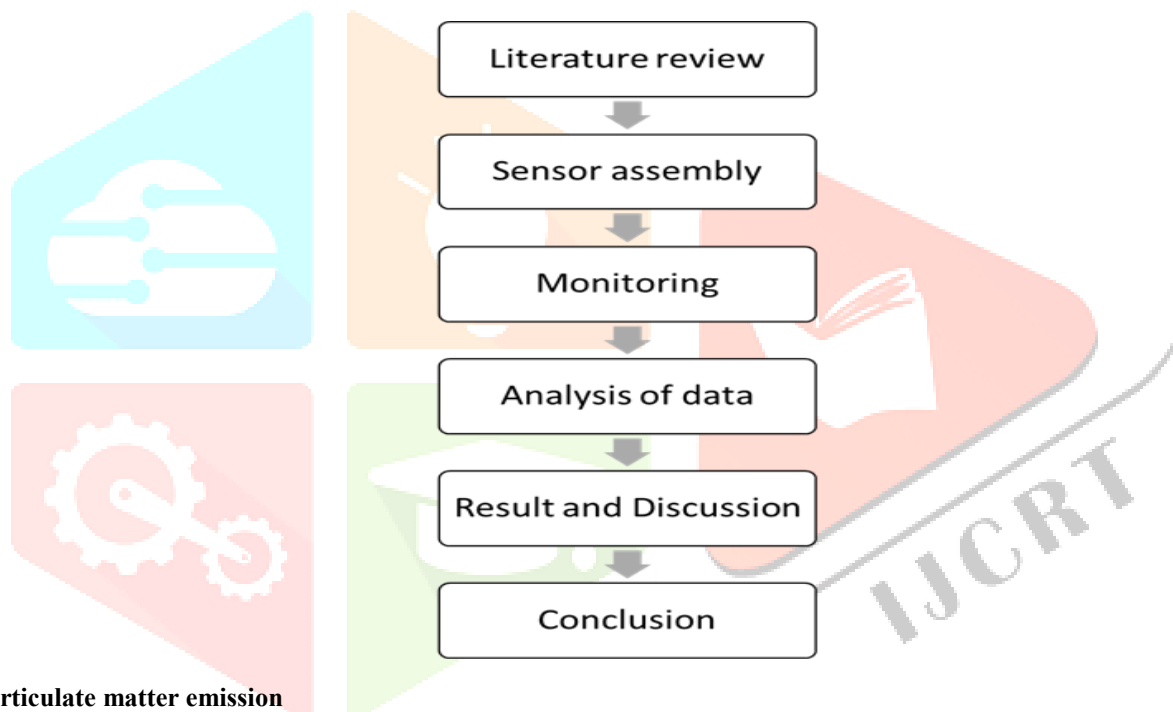 Literature review
Sensor assembly
Monitoring
Analysis of data
Result and Discussion
Conclusion
IJCRT
rticulate matter emission